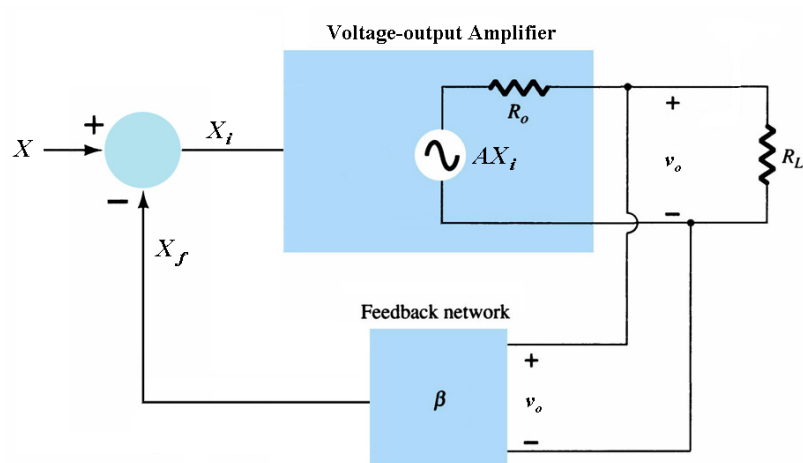 Voltage-output Amplifier
X
+
−
X_i
X_f
R_o
AX_i
+
v_o
−
R_L
Feedback network
β
+
v_o
−